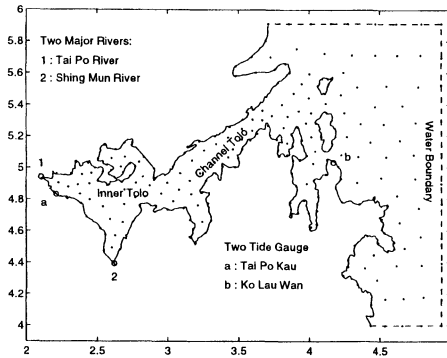 6
5.8
5.6
5.4
5.2
5
4.8
4.6
4.4
4.2
4
2
2.5
3
3.5
4
4.5
Two Major Rivers:
1 : Tai Po River
2 : Shing Mun River
Channel Tolo
Inner Tolo
Water Boundary
1
a
2
b
Two Tide Gauge
a : Tai Po Kau
b : Ko Lau Wan